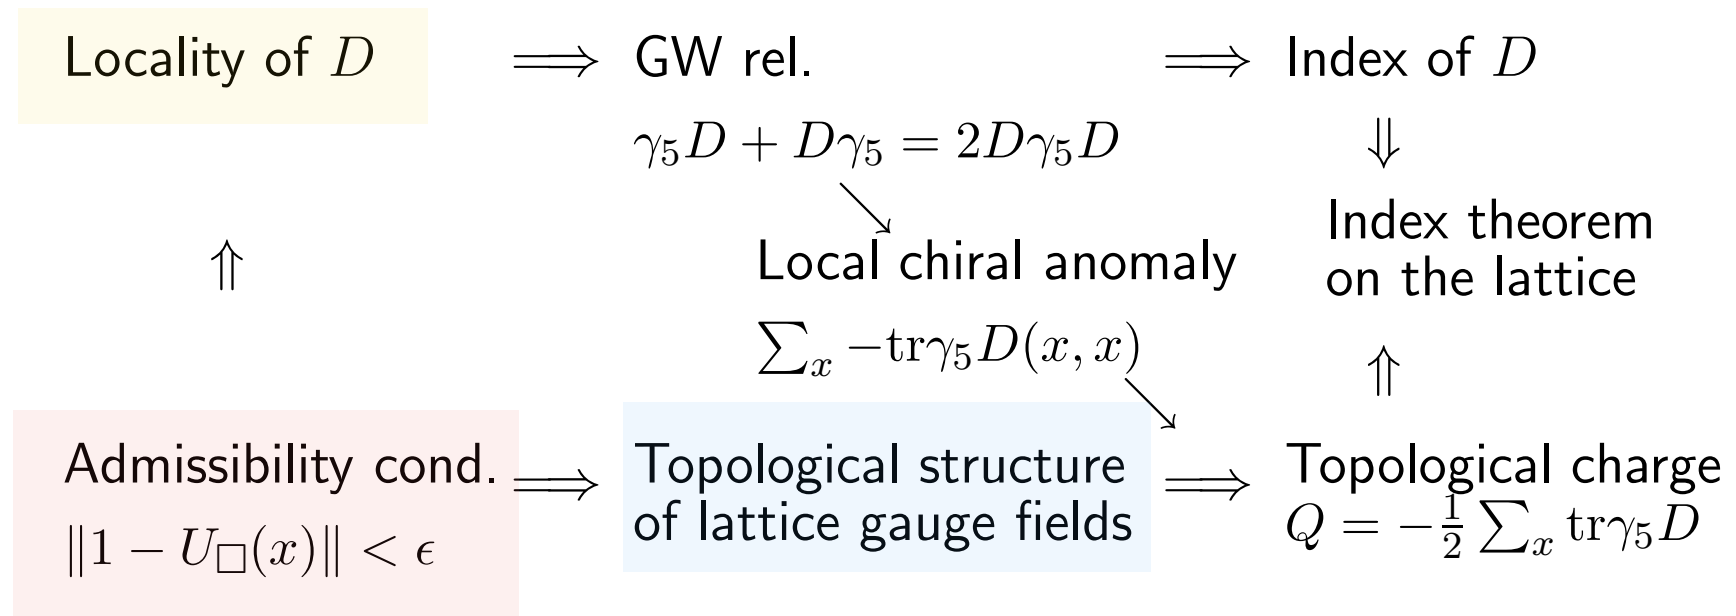 Locality of D ⟹ GW rel. ⟹ Index of D
γ₅D + Dγ₅ = 2Dγ₅D ⇓
↘
Index theorem
on the lattice
⇑ Local chiral anomaly
∑ₓ −trγ₅D(x, x) ⇑
↘
Admissibility cond. ⟹ Topological structure ⟹ Topological charge
of lattice gauge fields Q = −½ ∑ₓ trγ₅D
‖1 − U□(x)‖ < ϵ